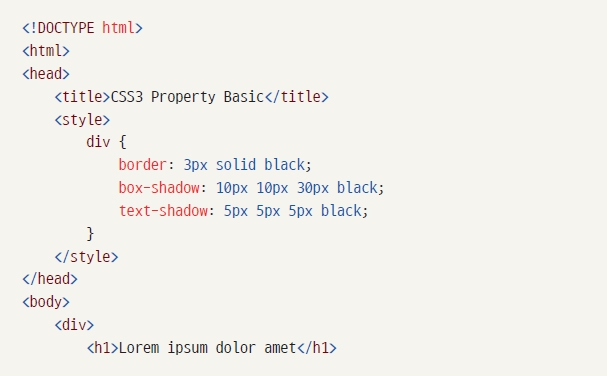 <!DOCTYPE html>
<html>
<head>
    <title>CSS3 Property Basic</title>
    <style>
        div {
            border: 3px solid black;
            box-shadow: 10px 10px 30px black;
            text-shadow: 5px 5px 5px black;
        }
    </style>
</head>
<body>
    <div>
        <h1>Lorem ipsum dolor amet</h1>